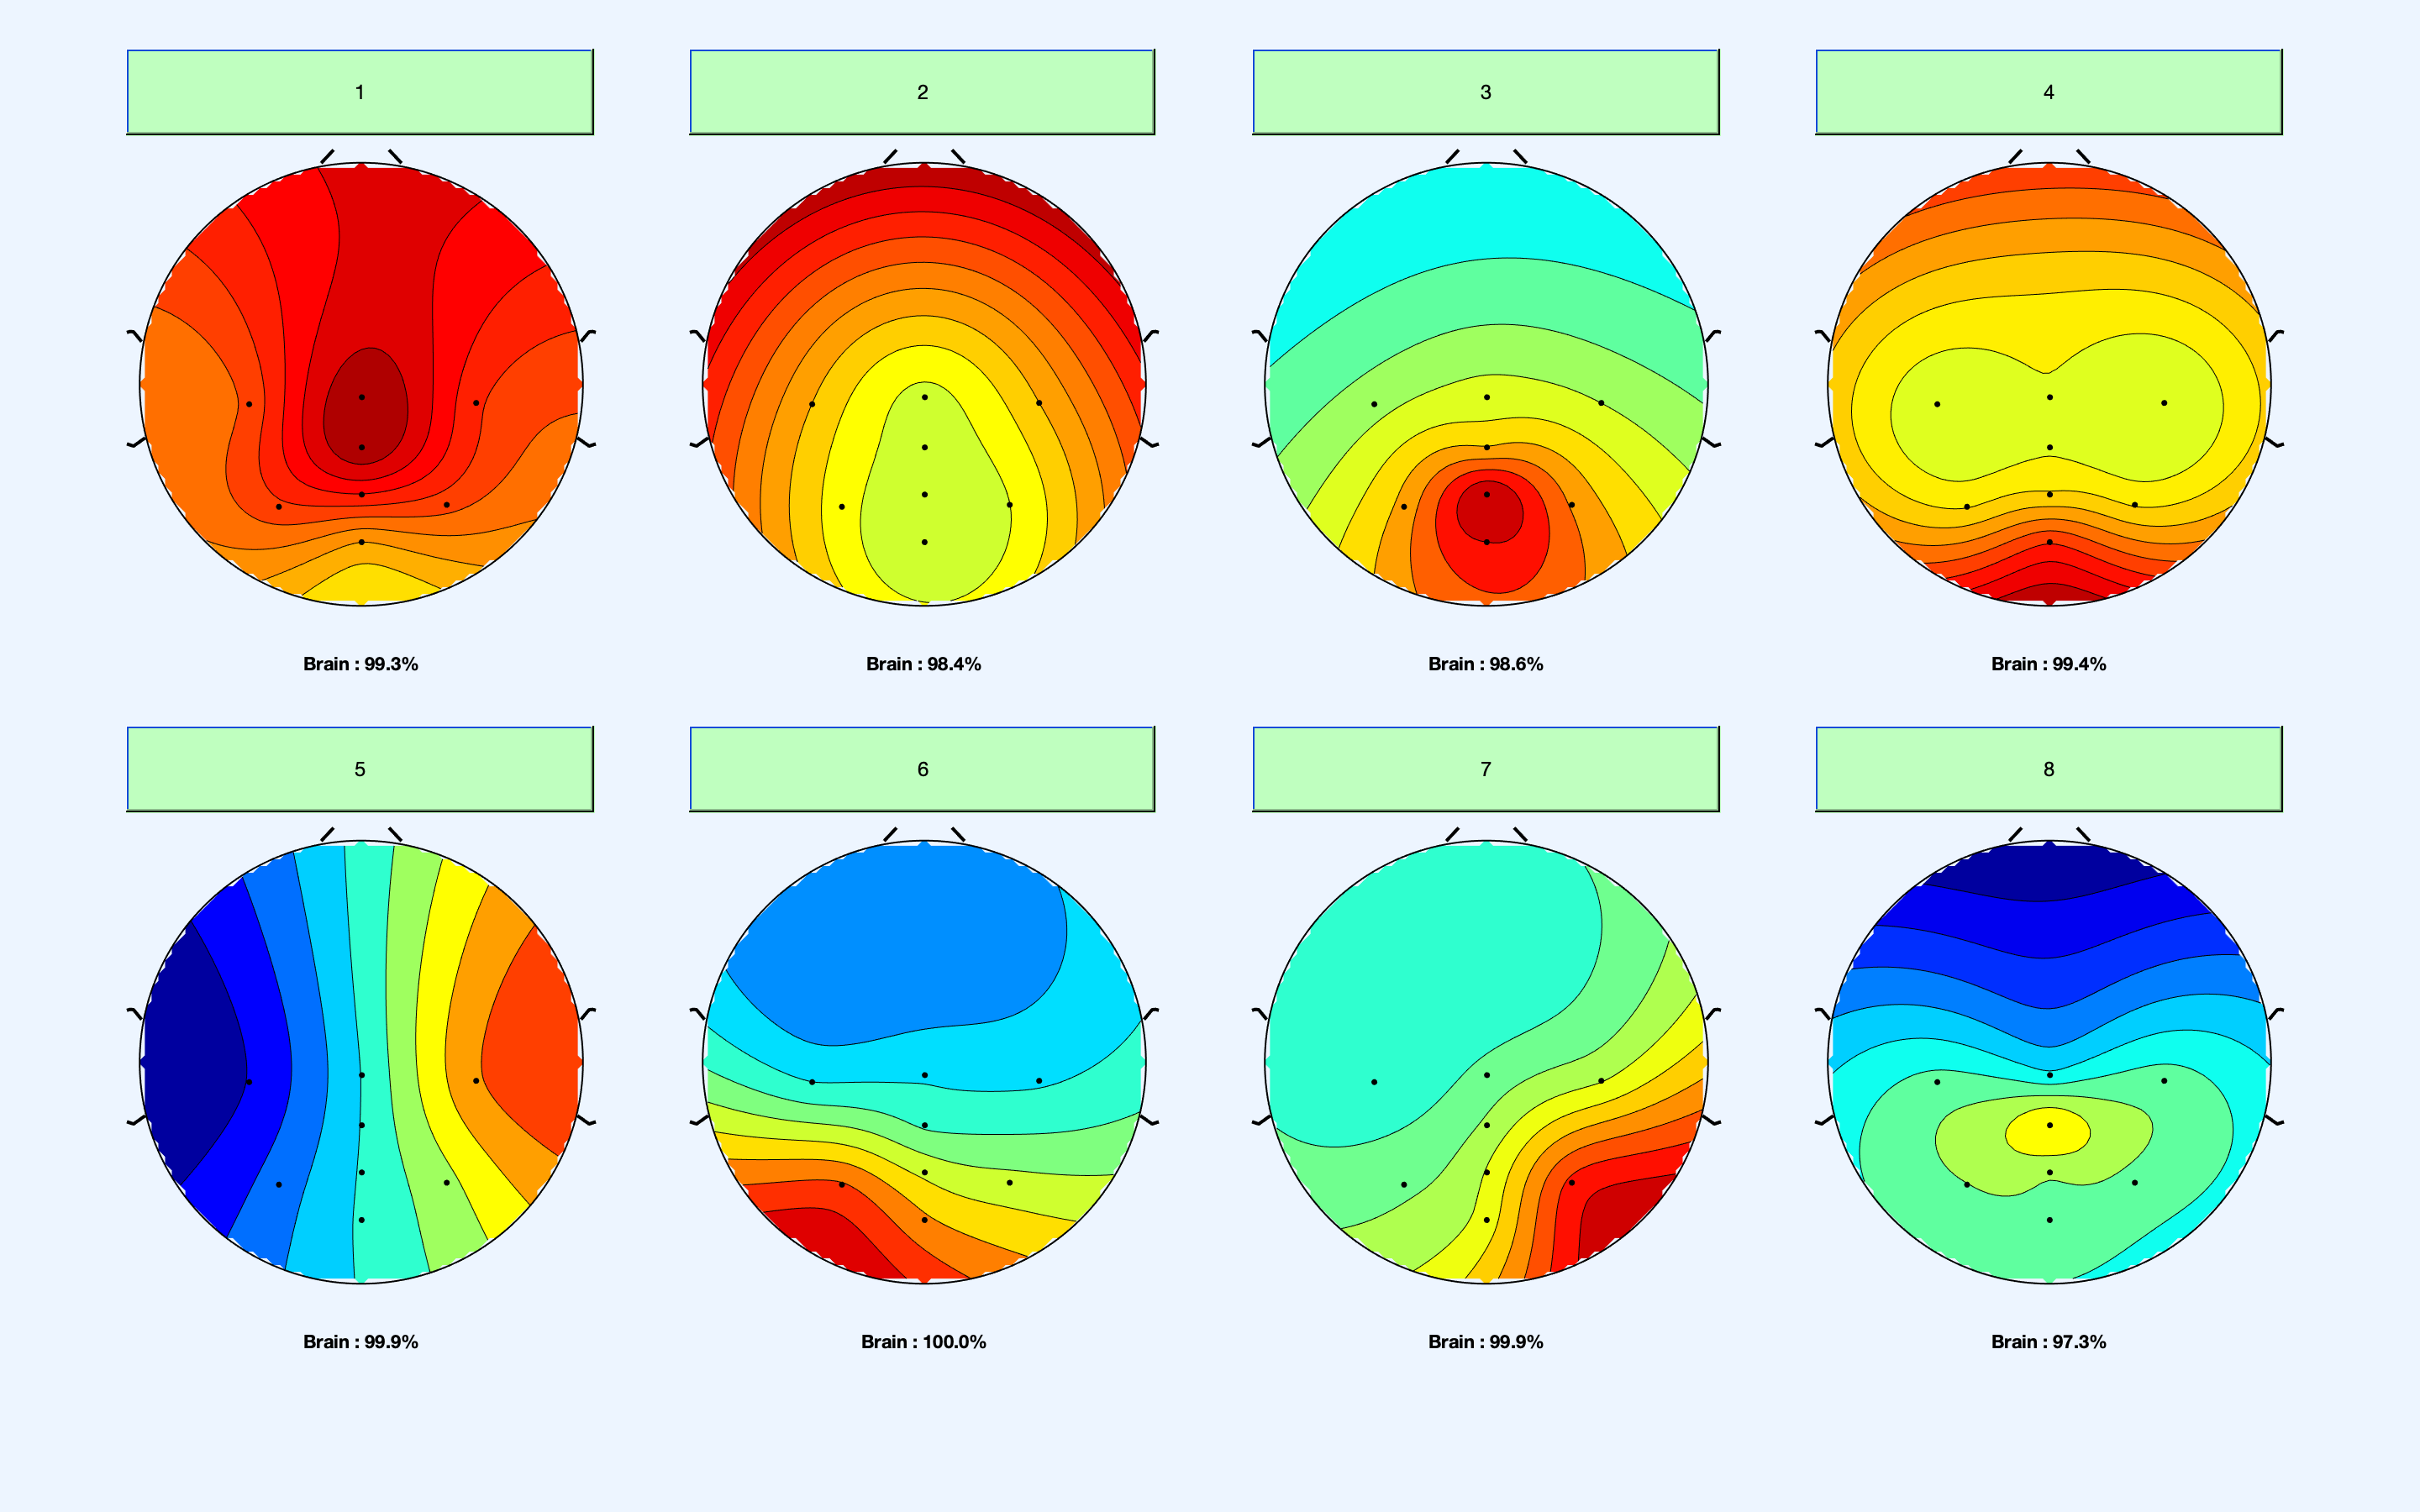 1 2 3 4
Brain : 99.3% Brain : 98.4% Brain : 98.6% Brain : 99.4%
5 6 7 8
Brain : 99.9% Brain : 100.0% Brain : 99.9% Brain : 97.3%